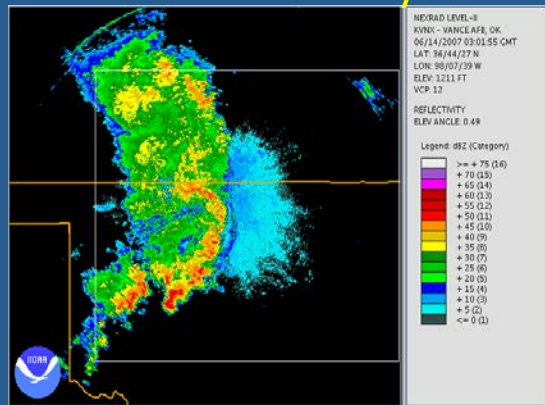 NEXRAD LEVEL-II
KVNX - VANCE AFB, OK
06/14/2007 03:01:55 GMT
LAT: 36/44/27 N
LON: 98/07/39 W
ELEV: 1211 FT
VCP: 12
REFLECTIVITY
ELEV ANGLE: 0.49
Legend: dBZ (Category)
>= + 75 (16)
+ 70 (15)
+ 65 (14)
+ 60 (13)
+ 55 (12)
+ 50 (11)
+ 45 (10)
+ 40 (9)
+ 35 (8)
+ 30 (7)
+ 25 (6)
+ 20 (5)
+ 15 (4)
+ 10 (3)
+ 5 (2)
<= 0 (1)
NOAA